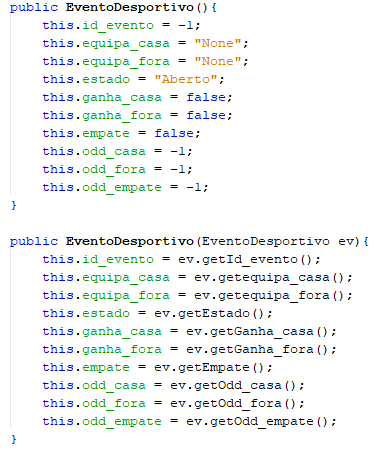 public EventoDesportivo(){
    this.id_evento = -1;
    this.equipa_casa = "None";
    this.equipa_fora = "None";
    this.estado = "Aberto";
    this.ganha_casa = false;
    this.ganha_fora = false;
    this.empate = false;
    this.odd_casa = -1;
    this.odd_fora = -1;
    this.odd_empate = -1;
}
public EventoDesportivo(EventoDesportivo ev){
    this.id_evento = ev.getId_evento();
    this.equipa_casa = ev.getequipa_casa();
    this.equipa_fora = ev.getequipa_fora();
    this.estado = ev.getEstado();
    this.ganha_casa = ev.getGanha_casa();
    this.ganha_fora = ev.getGanha_fora();
    this.empate = ev.getEmpate();
    this.odd_casa = ev.getOdd_casa();
    this.odd_fora = ev.getOdd_fora();
    this.odd_empate = ev.getOdd_empate();
}